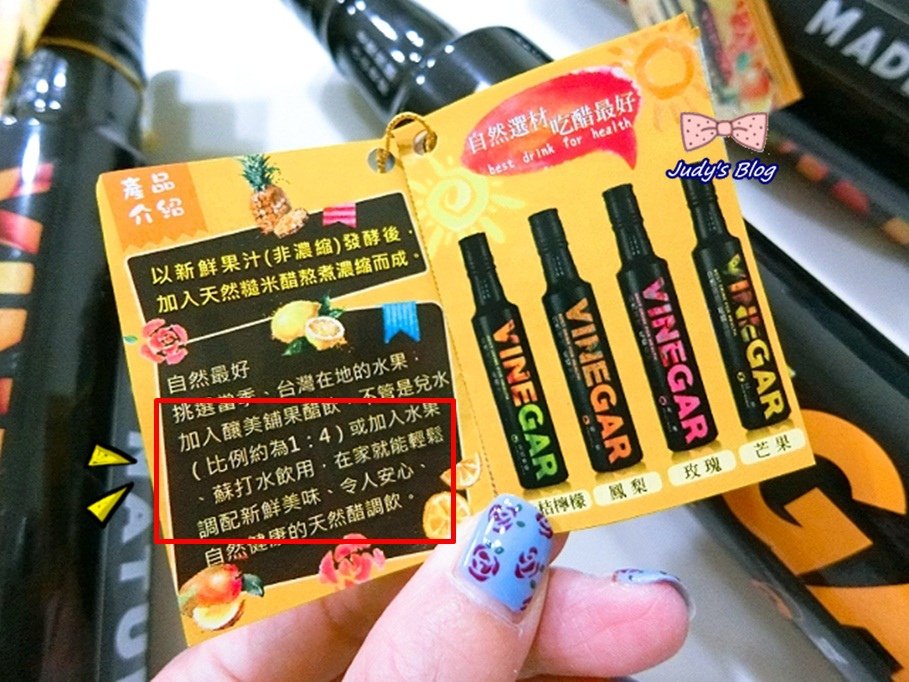 產品
介紹
以新鮮果汁(非濃縮)發酵後，
加入天然糙米醋熬煮濃縮而成。
自然最好
挑選當季、台灣在地的水果，
加入釀美舖果醋飲，不管是兌水
(比例約為1：4)或加入水果
、蘇打水飲用，在家就能輕鬆
調配新鮮美味、令人安心、
自然健康的天然醋調飲。
自然選材 吃醋最好
best drink for health
Judy's Blog
VINEGAR
VINEGAR
VINEGAR
VINEGAR
桔檸檬
鳳梨
玫瑰
芒果
MADE